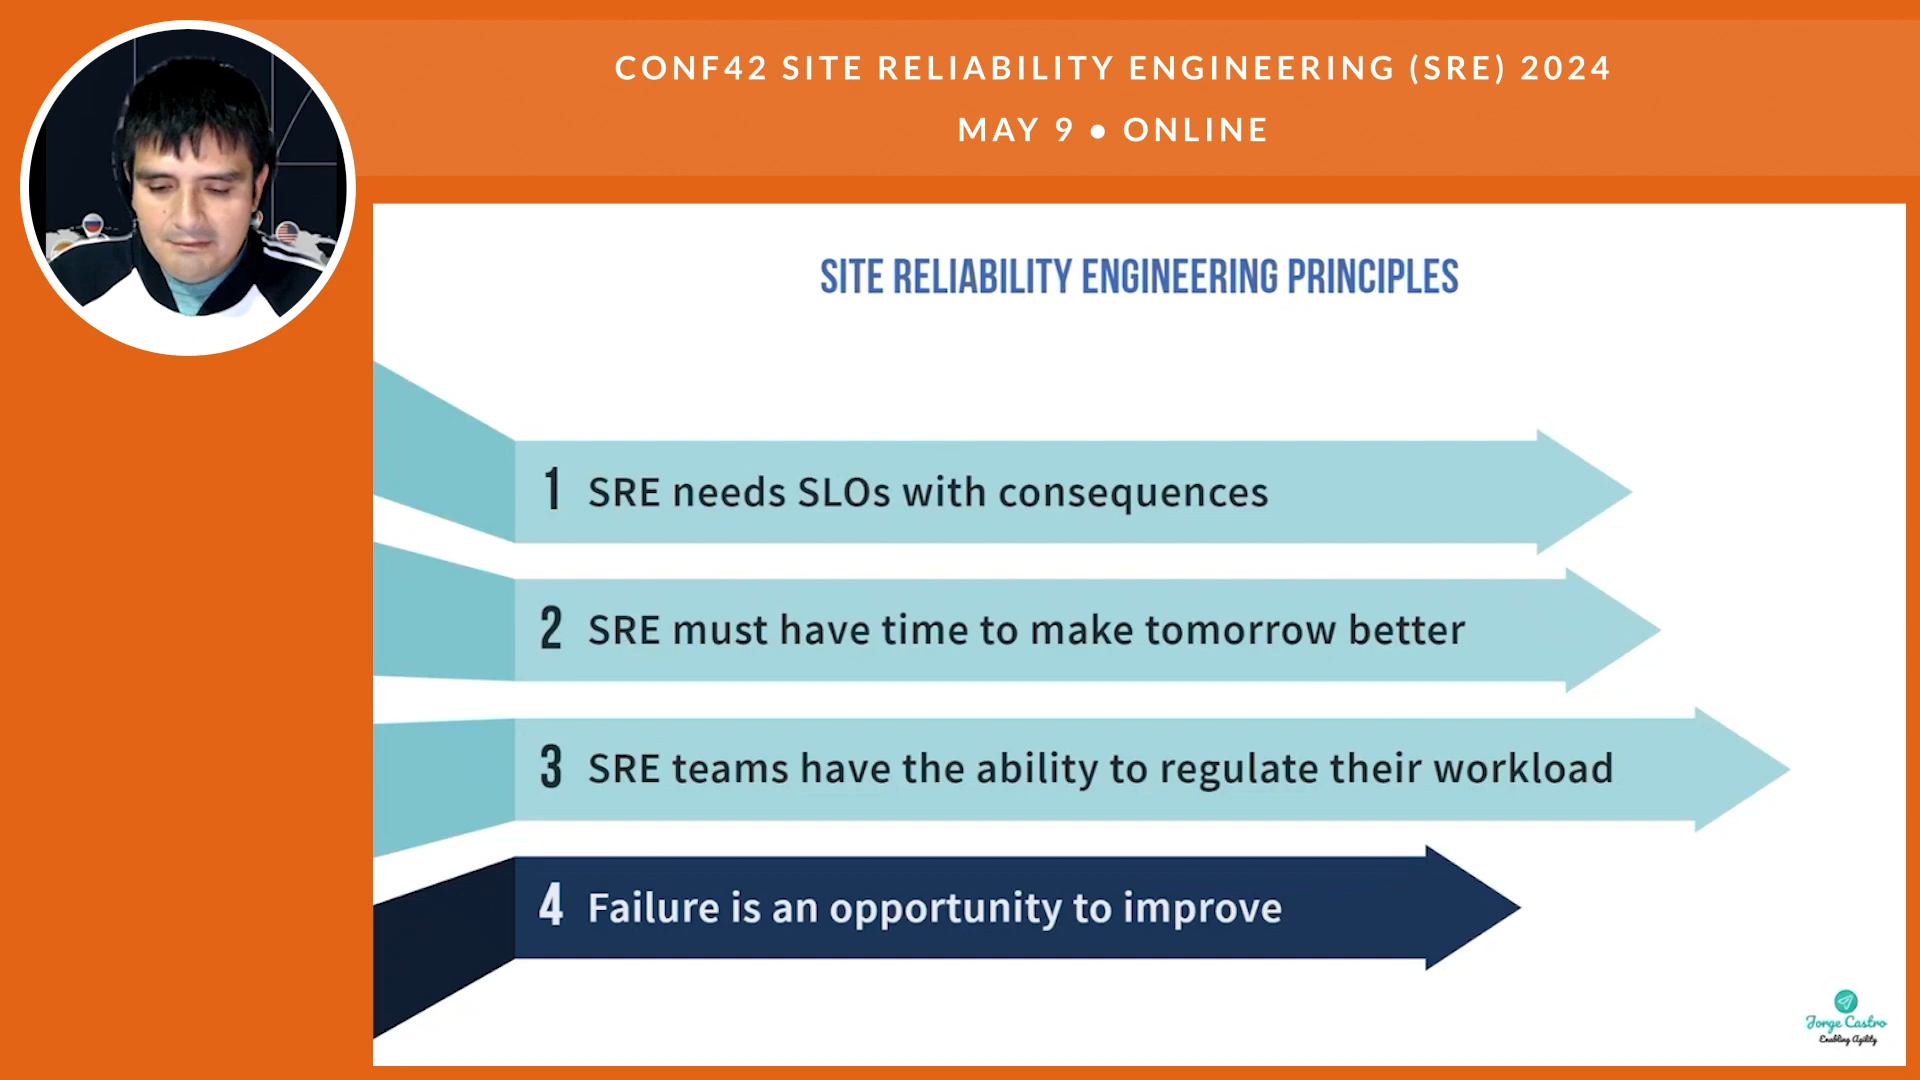 CONF42 SITE RELIABILITY ENGINEERING (SRE) 2024
MAY 9 • ONLINE
SITE RELIABILITY ENGINEERING PRINCIPLES
1 SRE needs SLOs with consequences
2 SRE must have time to make tomorrow better
3 SRE teams have the ability to regulate their workload
4 Failure is an opportunity to improve
Jorge Castro
Enabling Agility